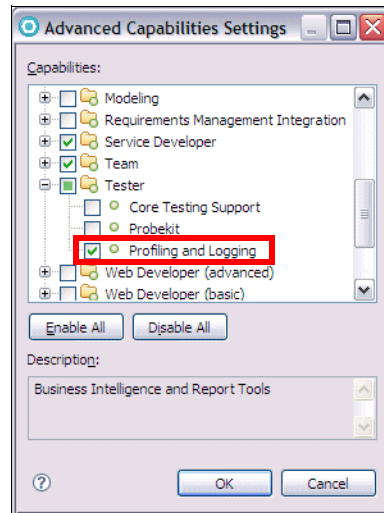 Advanced Capabilities Settings
Capabilities:
Modeling
Requirements Management Integration
Service Developer
Team
Tester
Core Testing Support
Probekit
Profiling and Logging
Web Developer (advanced)
Web Developer (basic)
Enable All Disable All
Description:
Business Intelligence and Report Tools
? OK Cancel